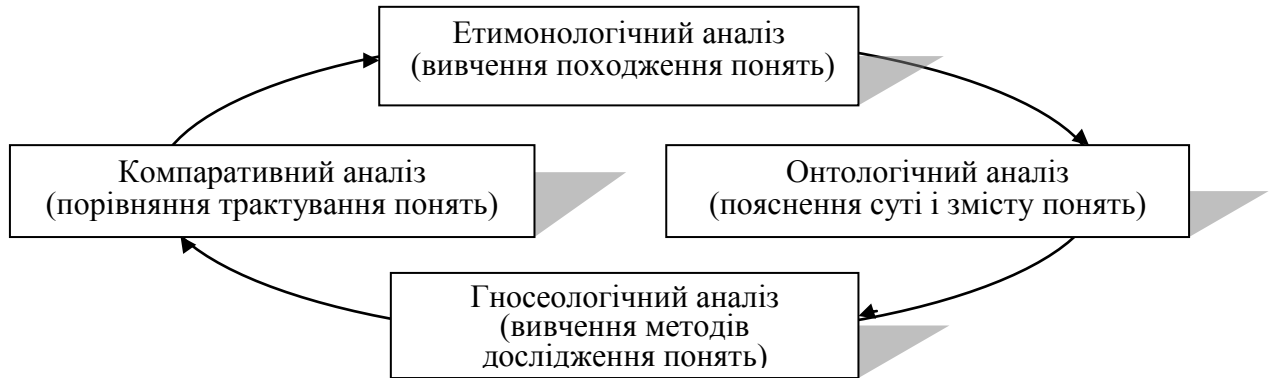 Етимонологічний аналіз
(вивчення походження понять)
Компаративний аналіз
(порівняння трактування понять)
Онтологічний аналіз
(пояснення суті і змісту понять)
Гносеологічний аналіз
(вивчення методів
дослідження понять)